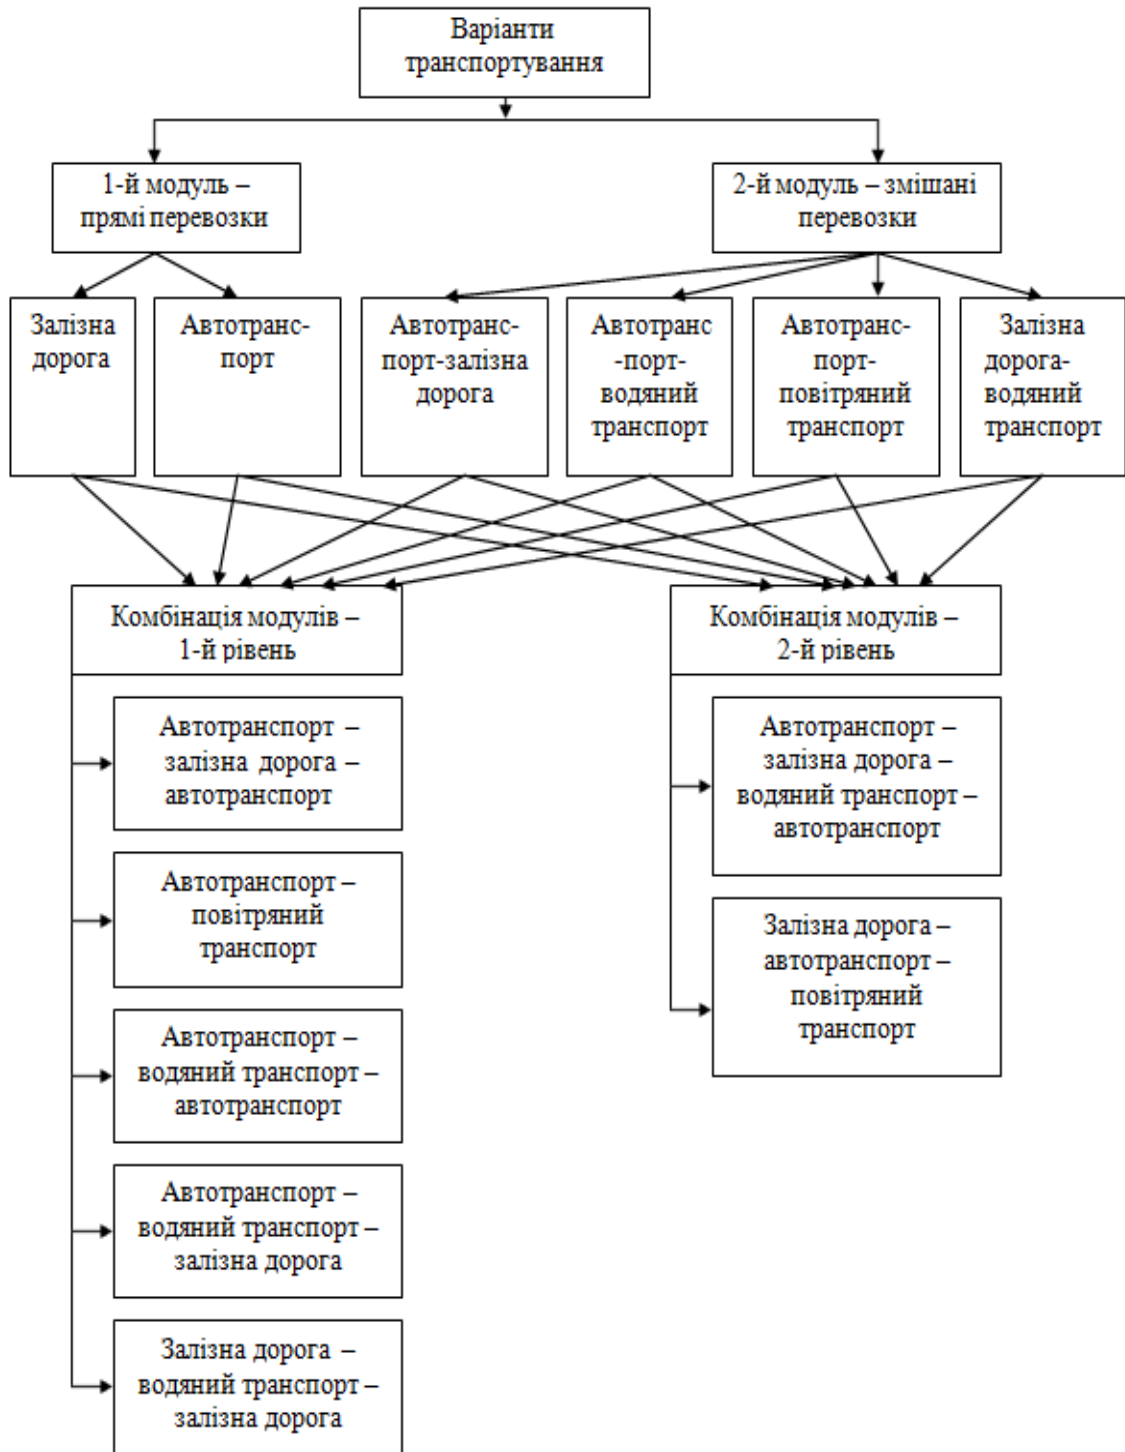 Варіанти
транспортування
1-й модуль –
прямі перевозки
2-й модуль – змішані
перевозки
Залізна
дорога
Автотранс-
порт
Автотранс-
порт-залізна
дорога
Автотранс
-порт-
водяний
транспорт
Автотранс-
порт-
повітряний
транспорт
Залізна
дорога-
водяний
транспорт
Комбінація модулів –
1-й рівень
Комбінація модулів –
2-й рівень
Автотранспорт –
залізна дорога –
автотранспорт
Автотранспорт –
повітряний
транспорт
Автотранспорт –
водяний транспорт –
автотранспорт
Автотранспорт –
водяний транспорт –
залізна дорога
Залізна дорога –
водяний транспорт –
залізна дорога
Автотранспорт –
залізна дорога –
водяний транспорт –
автотранспорт
Залізна дорога –
автотранспорт –
повітряний
транспорт